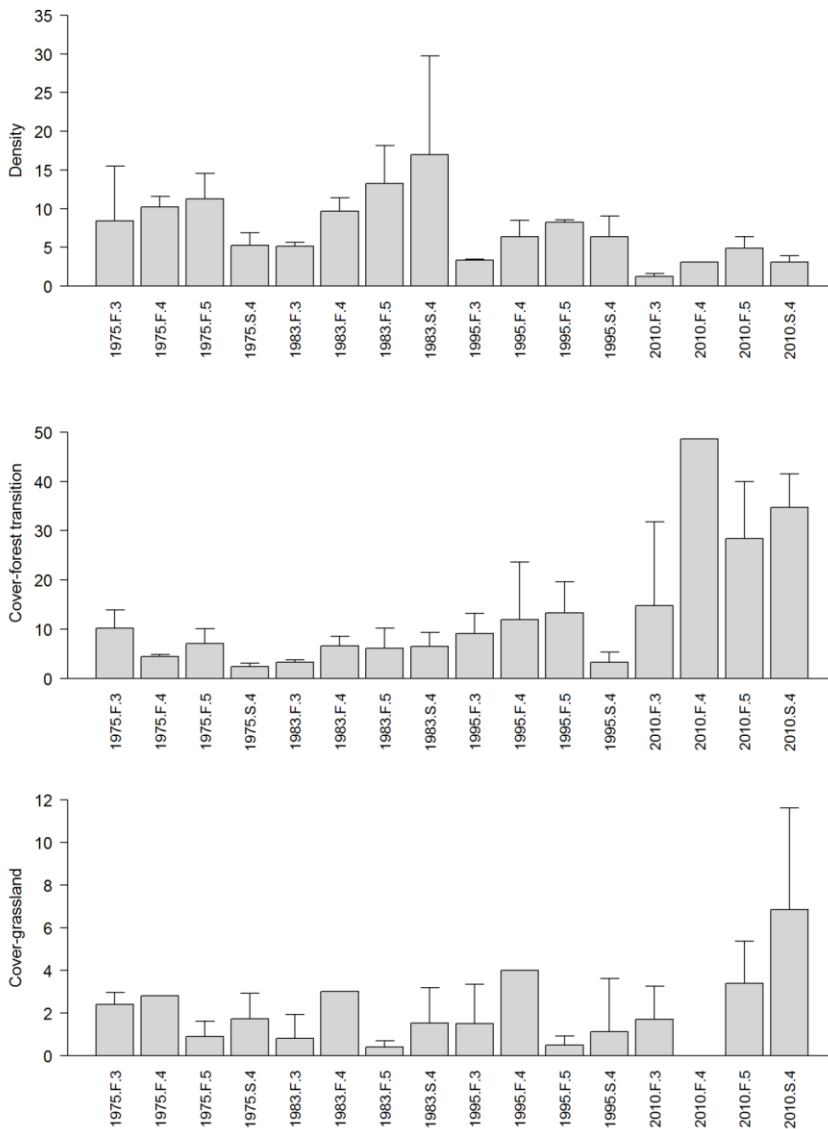 Density
35
30
25
20
15
10
5
0
1975.F.3
1975.F.4
1975.F.5
1975.S.4
1983.F.3
1983.F.4
1983.F.5
1983.S.4
1995.F.3
1995.F.4
1995.F.5
1995.S.4
2010.F.3
2010.F.4
2010.F.5
2010.S.4
Cover-forest transition
50
40
30
20
10
0
1975.F.3
1975.F.4
1975.F.5
1975.S.4
1983.F.3
1983.F.4
1983.F.5
1983.S.4
1995.F.3
1995.F.4
1995.F.5
1995.S.4
2010.F.3
2010.F.4
2010.F.5
2010.S.4
Cover-grassland
12
10
8
6
4
2
0
1975.F.3
1975.F.4
1975.F.5
1975.S.4
1983.F.3
1983.F.4
1983.F.5
1983.S.4
1995.F.3
1995.F.4
1995.F.5
1995.S.4
2010.F.3
2010.F.4
2010.F.5
2010.S.4